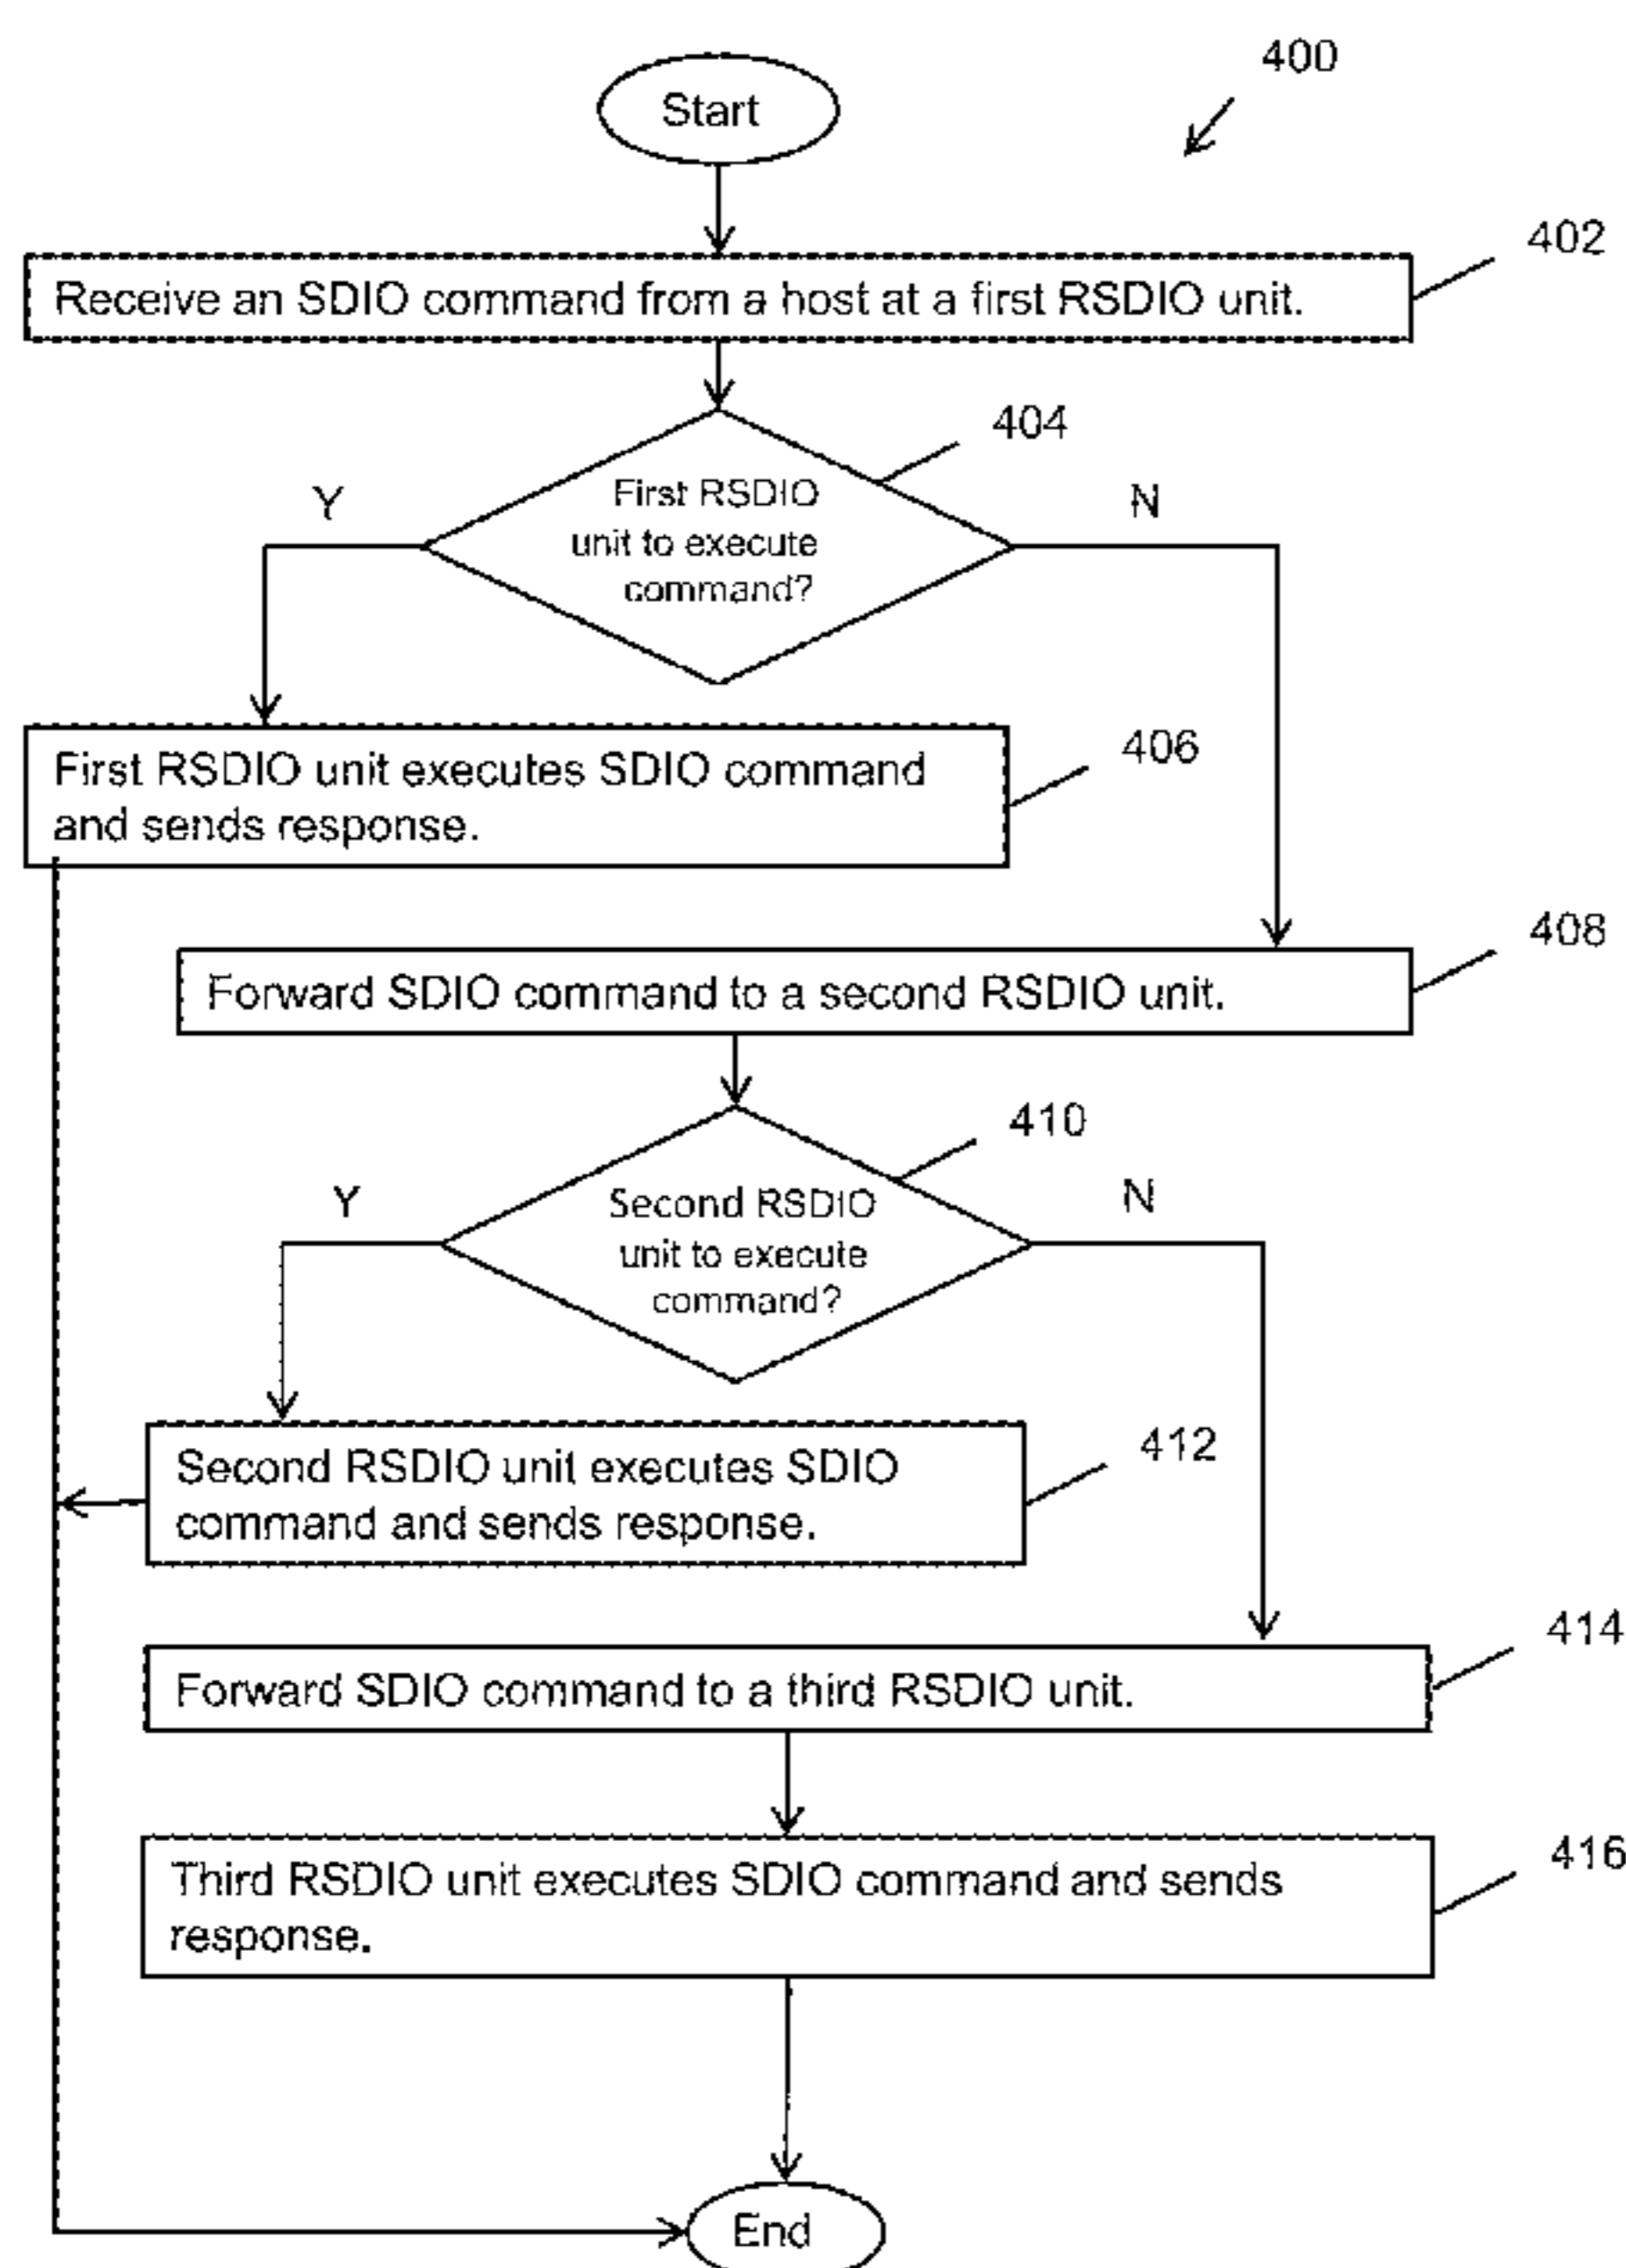 400
Start
402
Receive an SDIO command from a host at a first RSDIO unit.
404
Y
N
First RSDIO
unit to execute
command?
406
First RSDIO unit executes SDIO command
and sends response.
408
Forward SDIO command to a second RSDIO unit.
410
Y
N
Second RSDIO
unit to execute
command?
412
Second RSDIO unit executes SDIO
command and sends response.
414
Forward SDIO command to a third RSDIO unit.
416
Third RSDIO unit executes SDIO command and sends
response.
End